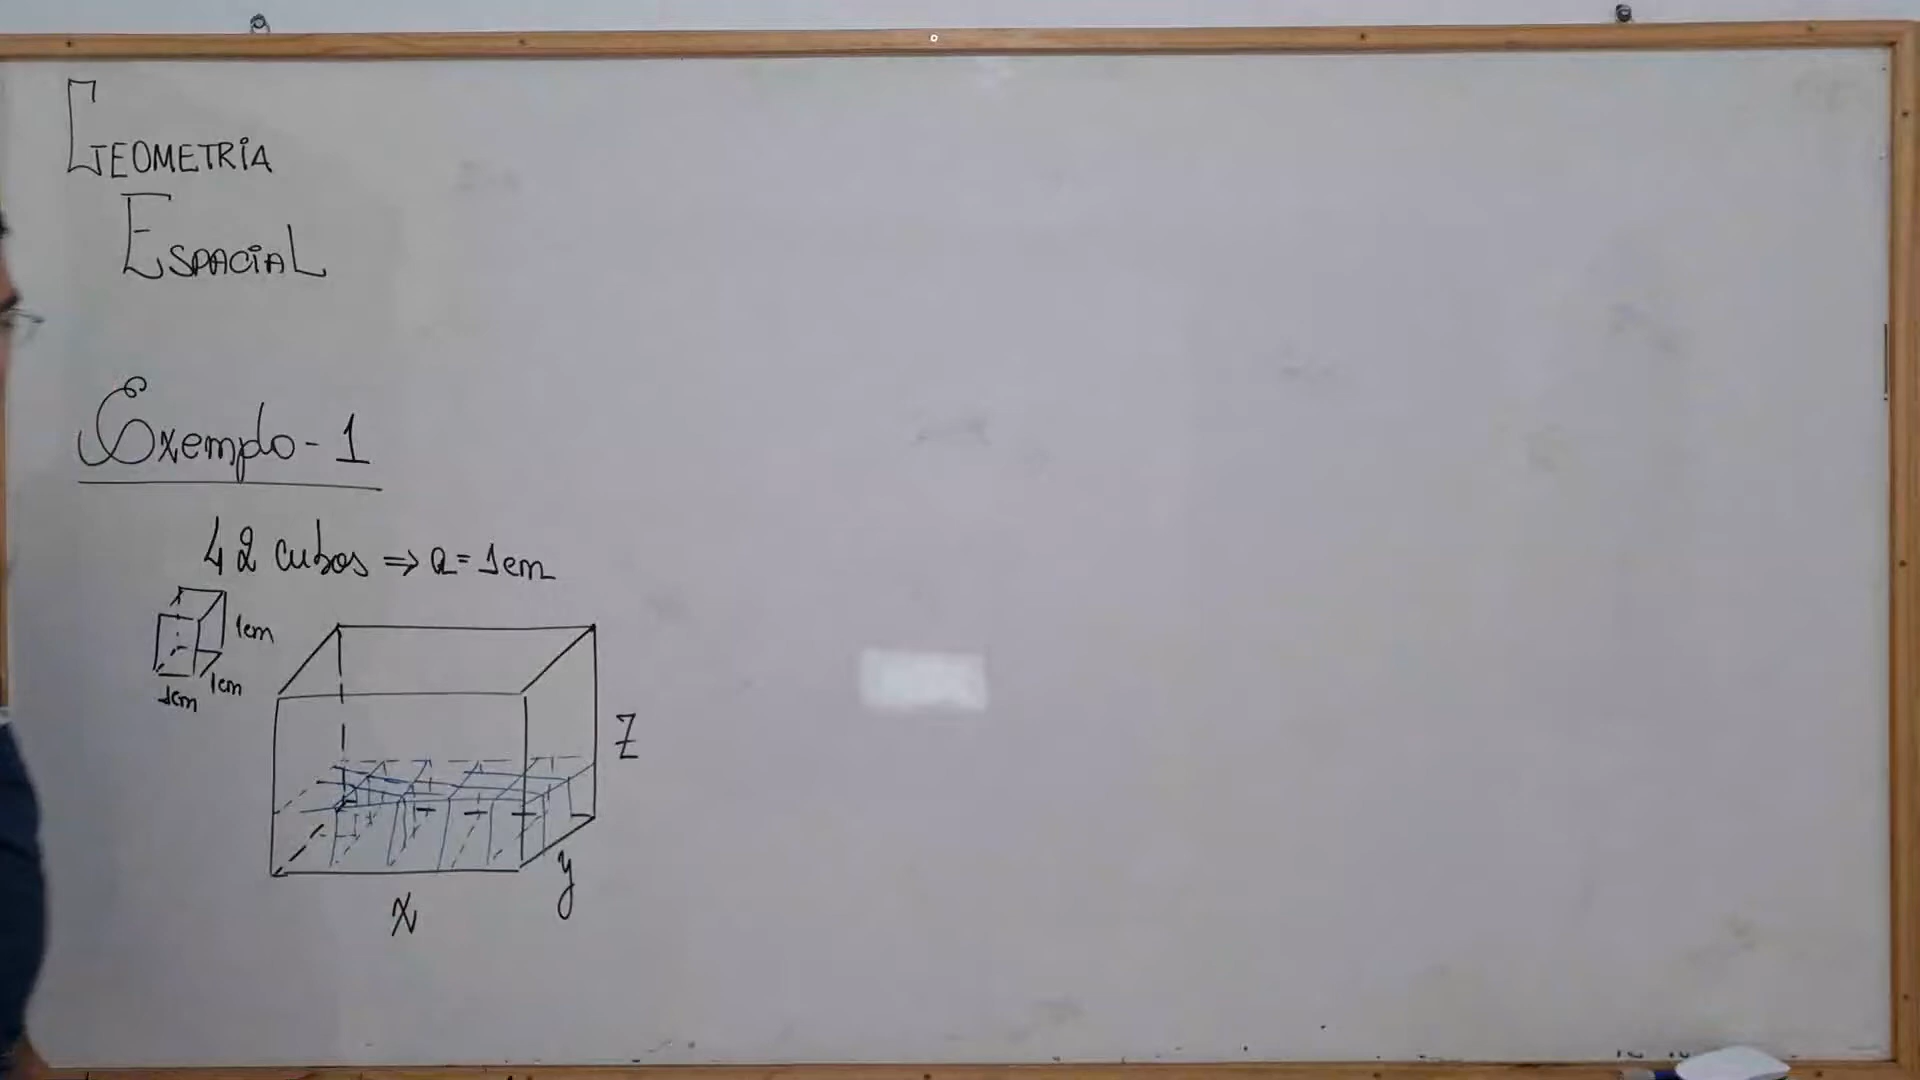 GEOMETRIA
ESPACIAL
Exemplo - 1
42 cubos ⇒ a = 1cm
1cm
1cm
1cm
Z
y
x